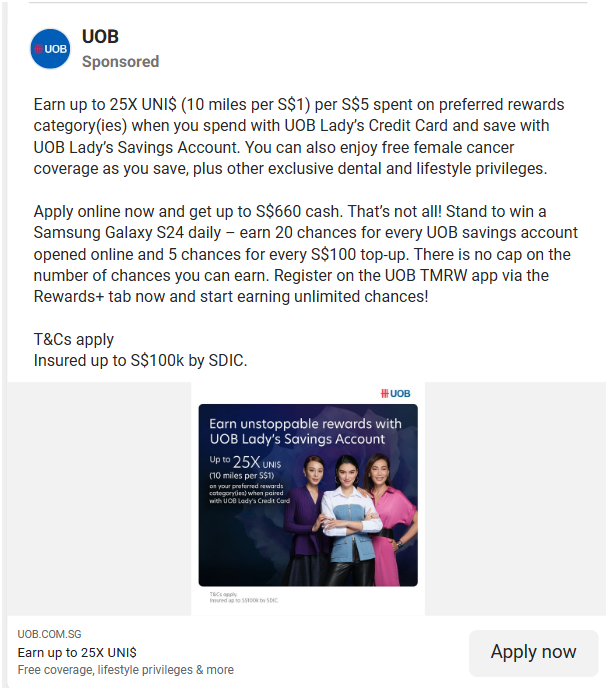 UOB
UOB
Sponsored
Earn up to 25X UNI$ (10 miles per S$1) per S$5 spent on preferred rewards
category(ies) when you spend with UOB Lady's Credit Card and save with
UOB Lady's Savings Account. You can also enjoy free female cancer
coverage as you save, plus other exclusive dental and lifestyle privileges.
Apply online now and get up to S$660 cash. That's not all! Stand to win a
Samsung Galaxy S24 daily – earn 20 chances for every UOB savings account
opened online and 5 chances for every S$100 top-up. There is no cap on the
number of chances you can earn. Register on the UOB TMRW app via the
Rewards+ tab now and start earning unlimited chances!
T&Cs apply
Insured up to S$100k by SDIC.
UOB
Earn unstoppable rewards with
UOB Lady's Savings Account
Up to 25X UNI$
(10 miles per S$1)
on your preferred rewards
category(ies) when paired
with UOB Lady's Credit Card
T&Cs apply
Insured up to S$100k by SDIC.
UOB.COM.SG
Earn up to 25X UNI$
Free coverage, lifestyle privileges & more
Apply now